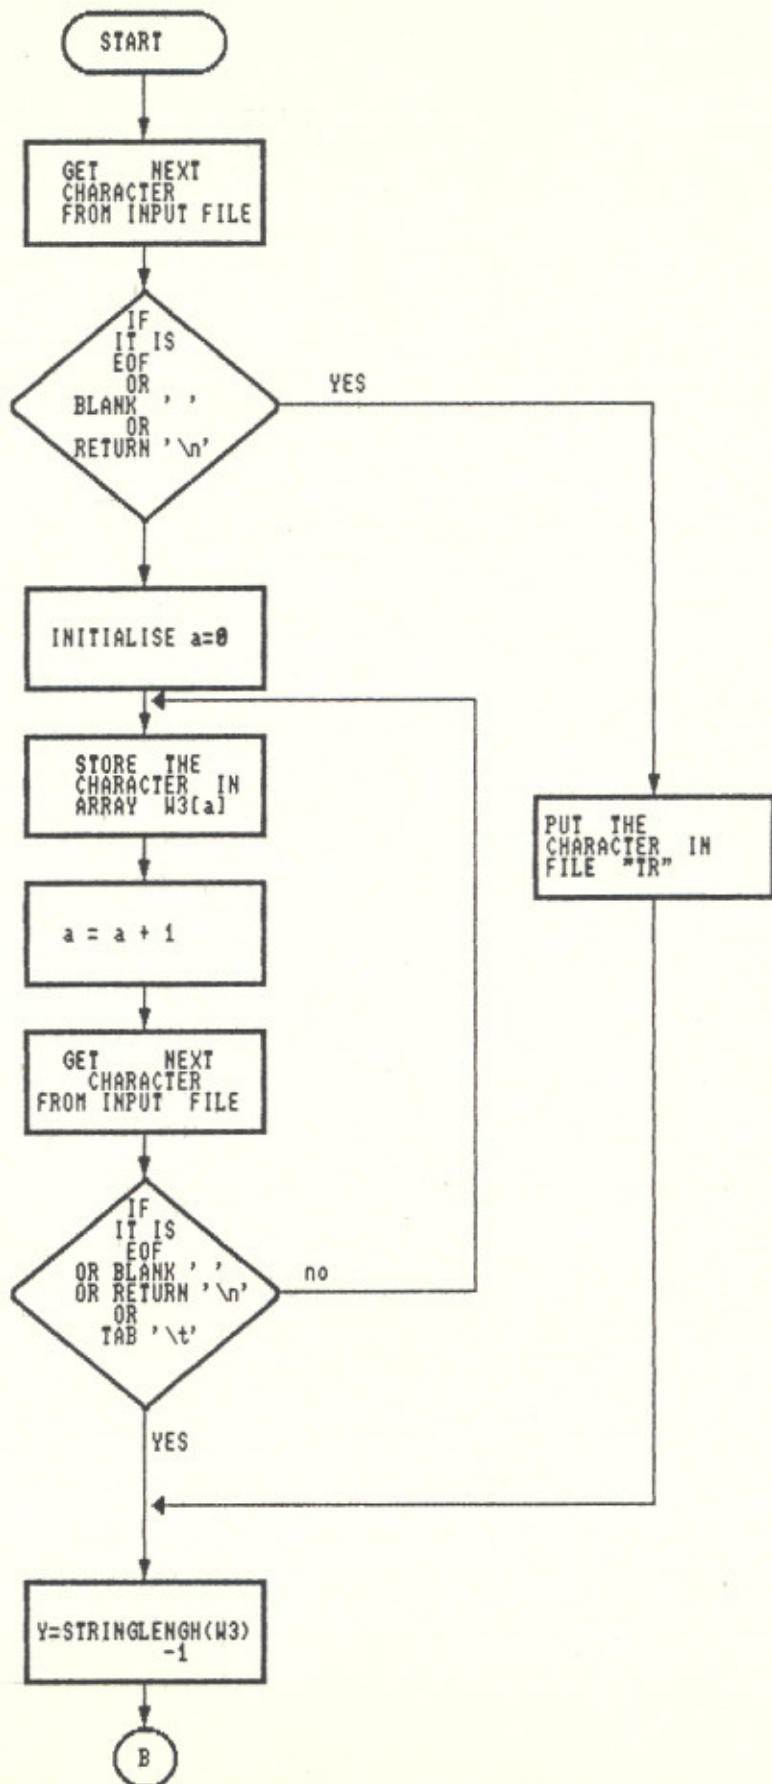 START
GET NEXT
CHARACTER
FROM INPUT FILE
IF
IT IS
EOF
OR
BLANK ' '
OR
RETURN '\n'
YES
INITIALISE a=0
STORE THE
CHARACTER IN
ARRAY W3[a]
PUT THE
CHARACTER IN
FILE "TR"
a = a + 1
GET NEXT
CHARACTER
FROM INPUT FILE
IF
IT IS
EOF
OR BLANK ' '
OR RETURN '\n'
OR
TAB '\t'
no
YES
Y=STRINGLENGH(W3)
-1
B